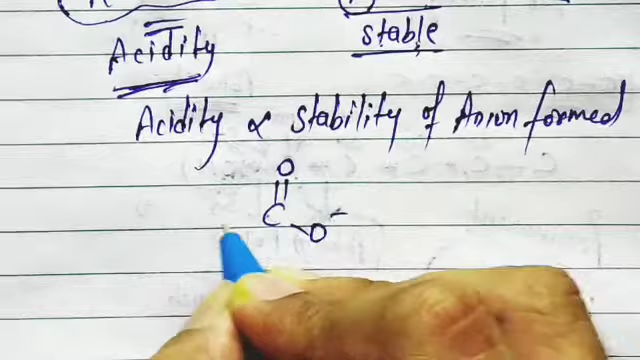 Acidity
stable
Acidity ∝ stability of Anion formed
O
||
C
O⁻